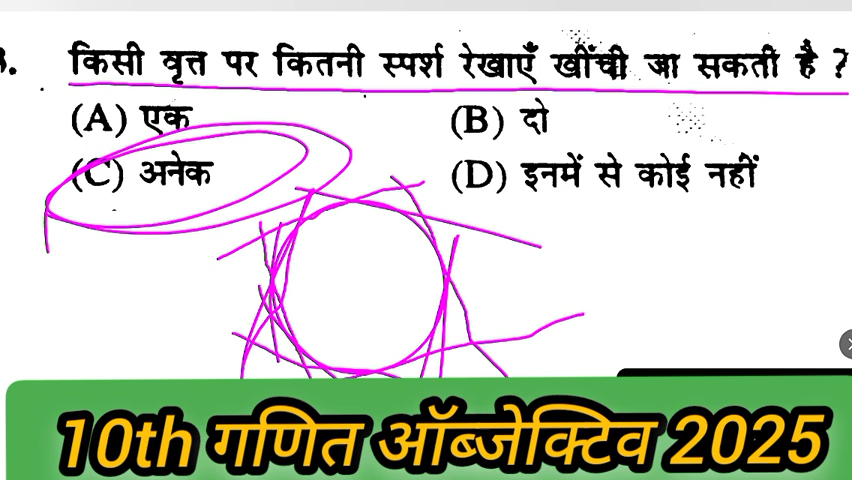 किसी वृत्त पर कितनी स्पर्श रेखाएँ खींची जा सकती है ?
(A) एक (B) दो
(C) अनेक (D) इनमें से कोई नहीं
10th गणित ऑब्जेक्टिव 2025